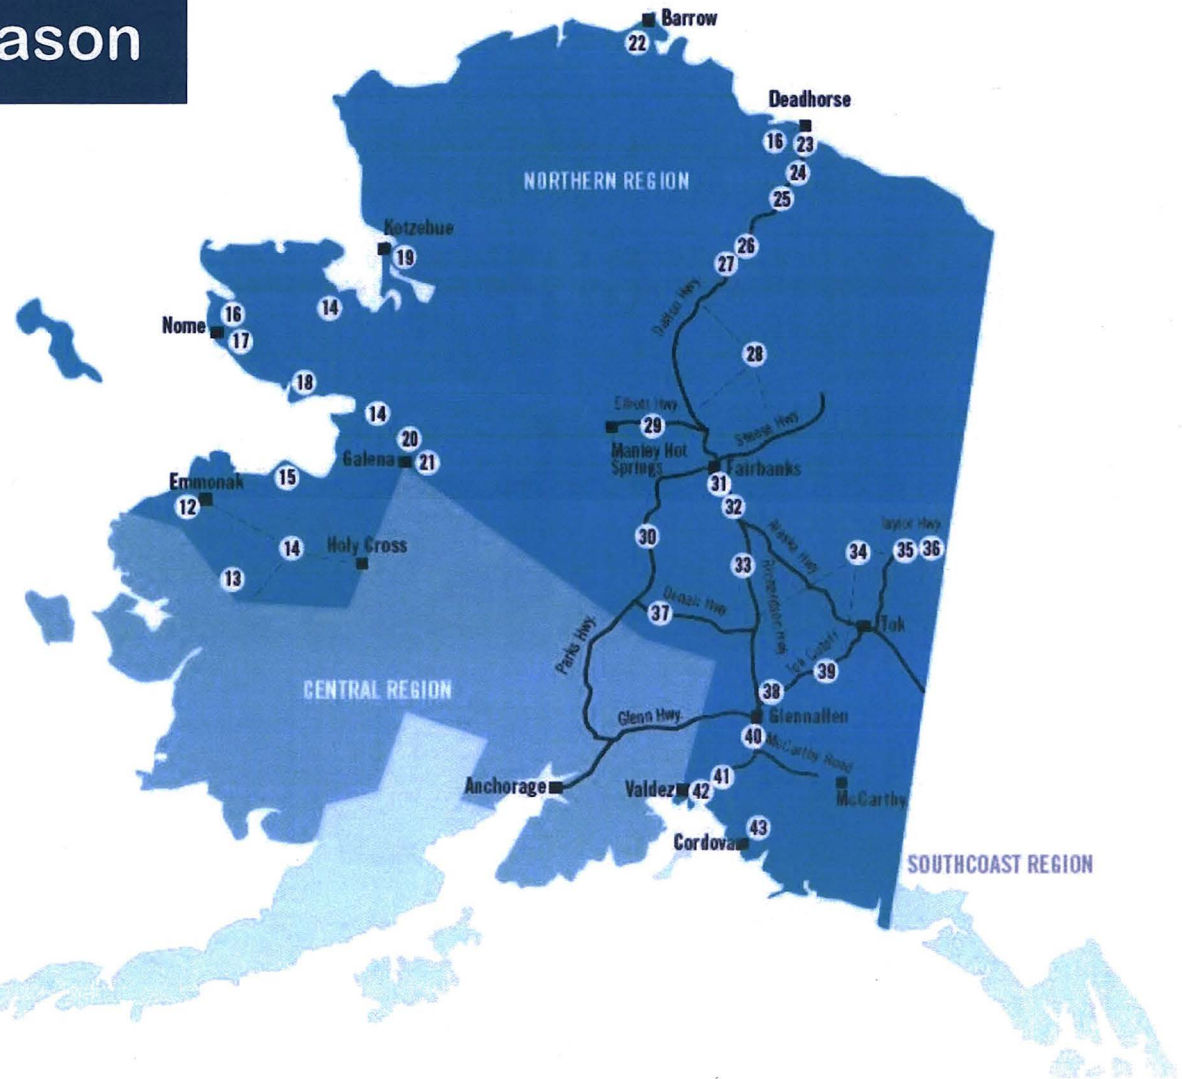 ason
Barrow
22
Deadhorse
16
23
24
NORTHERN REGION
25
Kotzebue
26
19
27
14
16
Nome
17
Dalton Hwy.
28
18
14
Elliott Hwy
29
Steese Hwy
20
Manley Hot
Springs
Galena
21
Fairbanks
15
Emmonak
31
12
32
Taylor Hwy
30
Alaska Hwy
14
Holy Cross
34
35
36
33
13
Richardson Hwy
Denali Hwy
37
Tok
Parks Hwy.
Tok Cutoff
39
CENTRAL REGION
38
Glenn Hwy.
Glennallen
40
McCarthy Road
41
Anchorage
Valdez
42
McCarthy
43
Cordova
SOUTHCOAST REGION